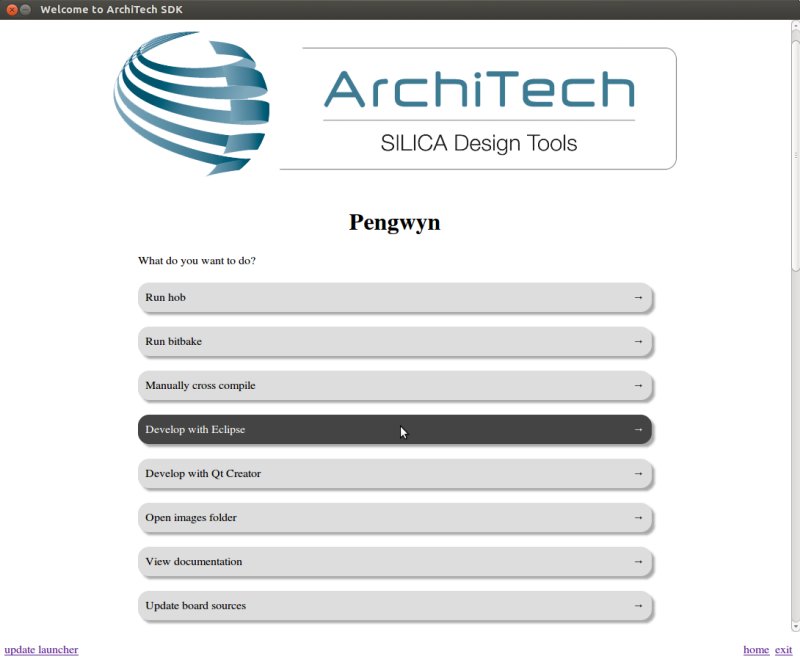 Welcome to ArchiTech SDK
ArchiTech
SILICA Design Tools
Pengwyn
What do you want to do?
Run hob →
Run bitbake →
Manually cross compile →
Develop with Eclipse →
Develop with Qt Creator →
Open images folder →
View documentation →
Update board sources →
update launcher home exit